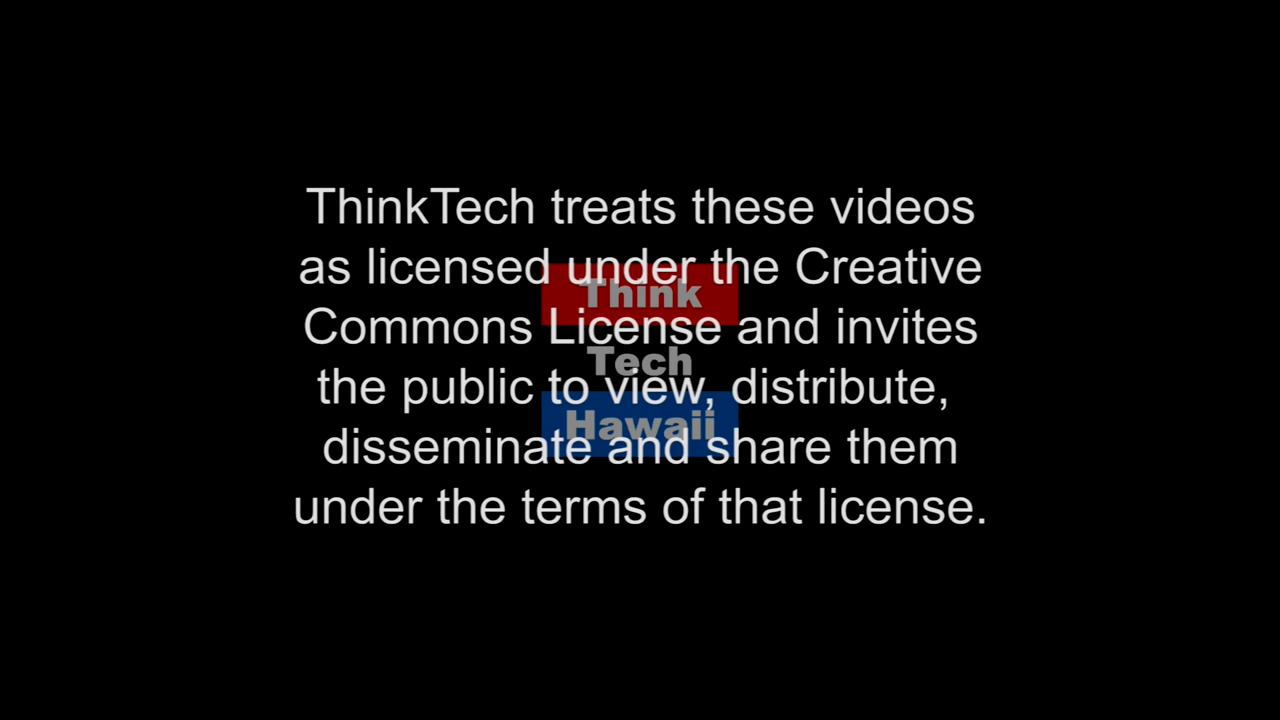 ThinkTech treats these videos
as licensed under the Creative
Think
Commons License and invites
Tech
the public to view, distribute,
Hawaii
disseminate and share them
under the terms of that license.